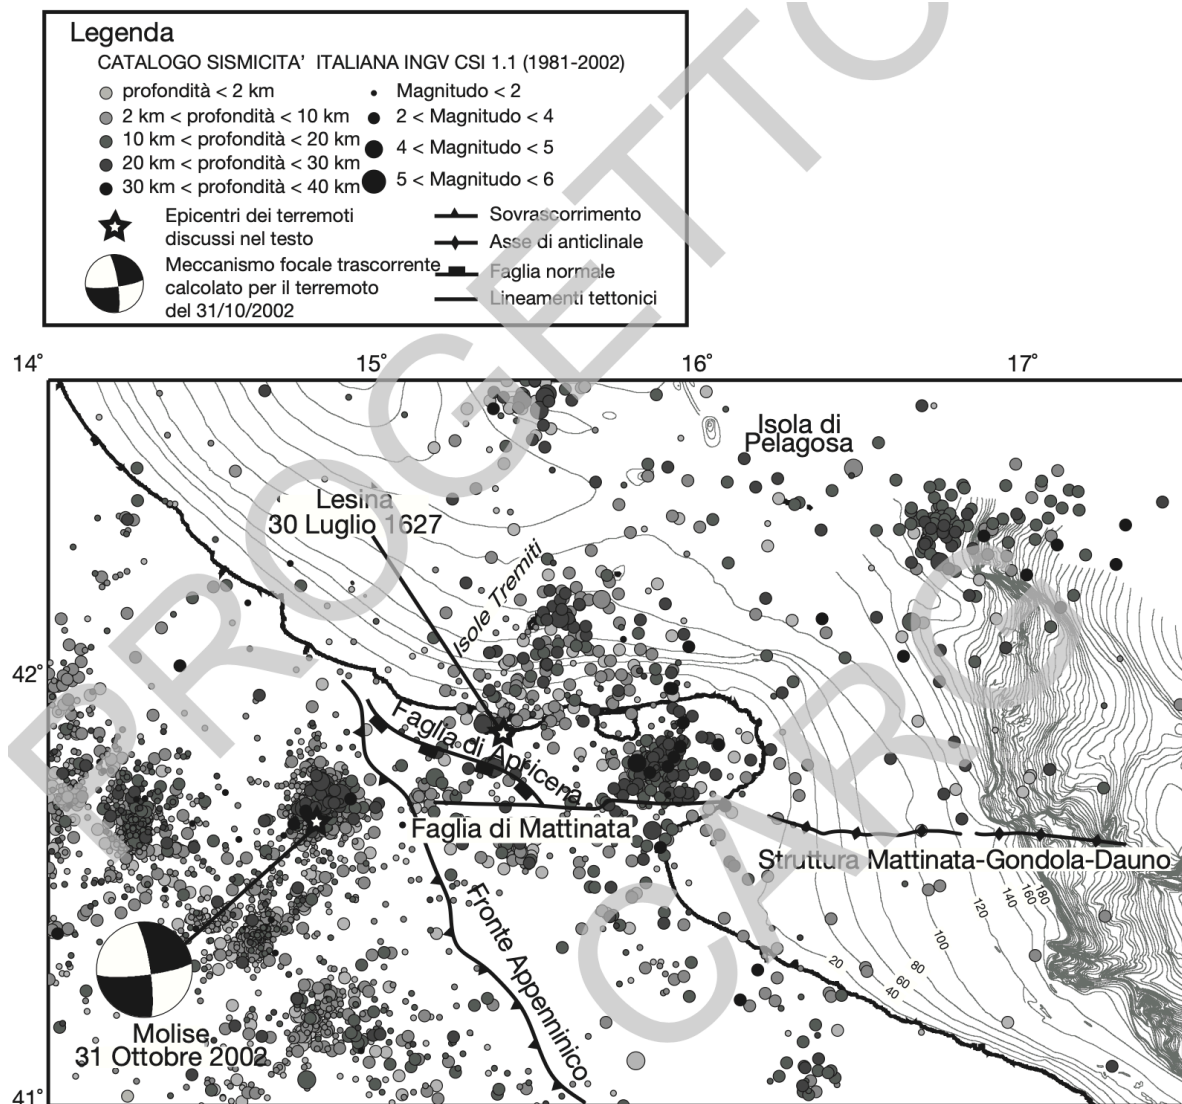 Legenda
CATALOGO SISMICITA' ITALIANA INGV CSI 1.1 (1981-2002)
profondità < 2 km
2 km < profondità < 10 km
10 km < profondità < 20 km
20 km < profondità < 30 km
30 km < profondità < 40 km
Magnitudo < 2
2 < Magnitudo < 4
4 < Magnitudo < 5
5 < Magnitudo < 6
Epicentri dei terremoti
discussi nel testo
Meccanismo focale trascorrente
calcolato per il terremoto
del 31/10/2002
Sovrascorrimento
Asse di anticlinale
Faglia normale
Lineamenti tettonici
14°
15°
16°
17°
Isola di
Pelagosa
Lesina
30 Luglio 1627
Isole Tremiti
42°
Faglia di Apricena
Faglia di Mattinata
Struttura Mattinata-Gondola-Dauno
Fronte Appenninico
20
40
60
80
100
120
140
160
180
Molise
31 Ottobre 2002
41°
PROGETTO
CARG